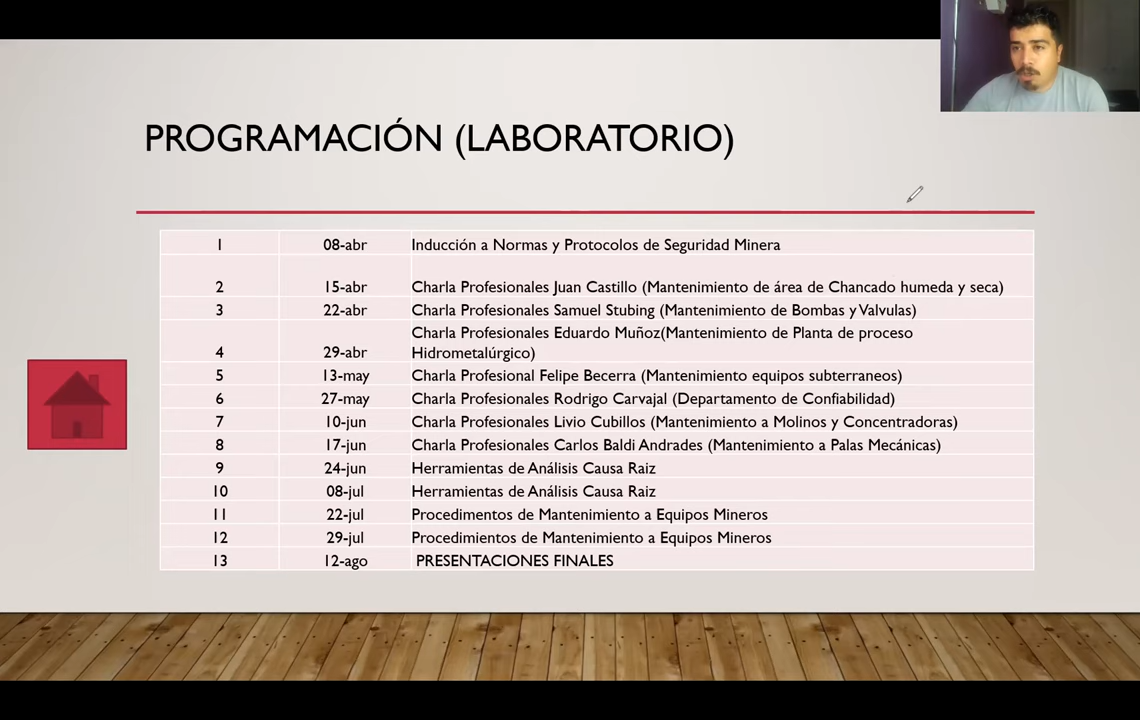 PROGRAMACIÓN (LABORATORIO)
1 08-abr Inducción a Normas y Protocolos de Seguridad Minera
2 15-abr Charla Profesionales Juan Castillo (Mantenimiento de área de Chancado humeda y seca)
3 22-abr Charla Profesionales Samuel Stubing (Mantenimiento de Bombas y Valvulas)
Charla Profesionales Eduardo Muñoz(Mantenimiento de Planta de proceso
4 29-abr Hidrometalúrgico)
5 13-may Charla Profesional Felipe Becerra (Mantenimiento equipos subterraneos)
6 27-may Charla Profesionales Rodrigo Carvajal (Departamento de Confiabilidad)
7 10-jun Charla Profesionales Livio Cubillos (Mantenimiento a Molinos y Concentradoras)
8 17-jun Charla Profesionales Carlos Baldi Andrades (Mantenimiento a Palas Mecánicas)
9 24-jun Herramientas de Análisis Causa Raiz
10 08-jul Herramientas de Análisis Causa Raiz
11 22-jul Procedimentos de Mantenimiento a Equipos Mineros
12 29-jul Procedimientos de Mantenimiento a Equipos Mineros
13 12-ago PRESENTACIONES FINALES